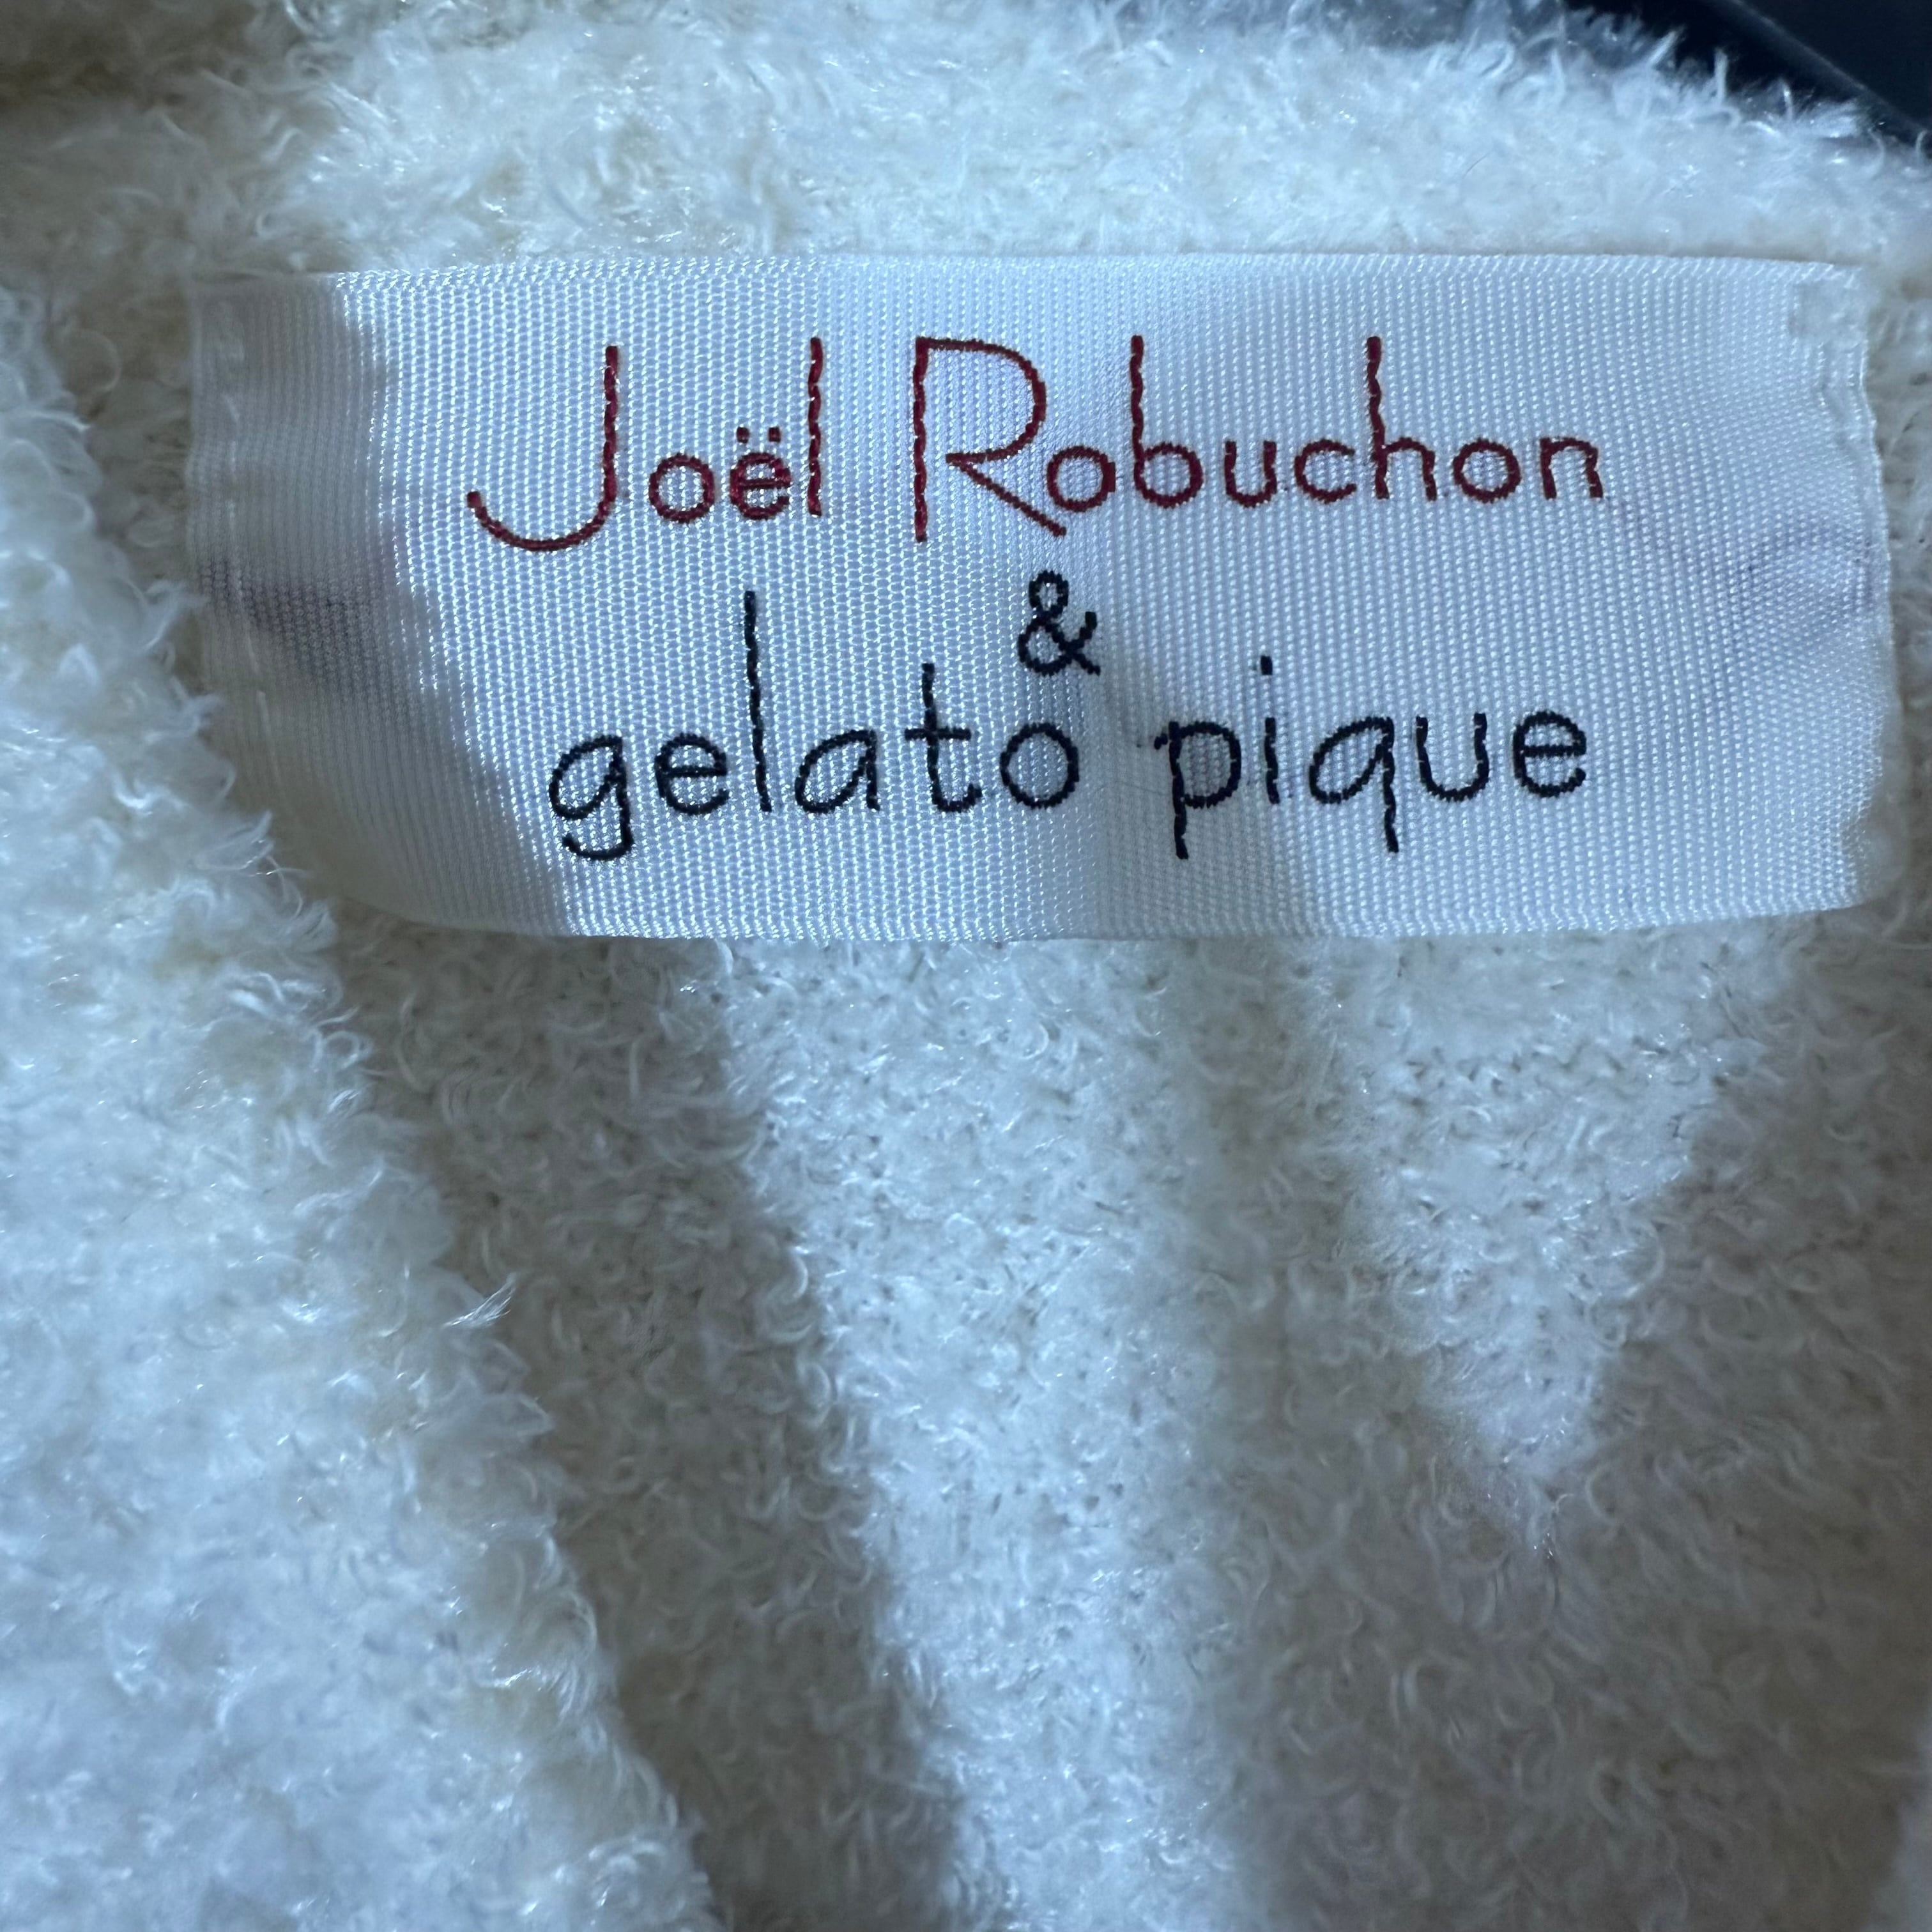 Joël Robuchon
&
gelato pique